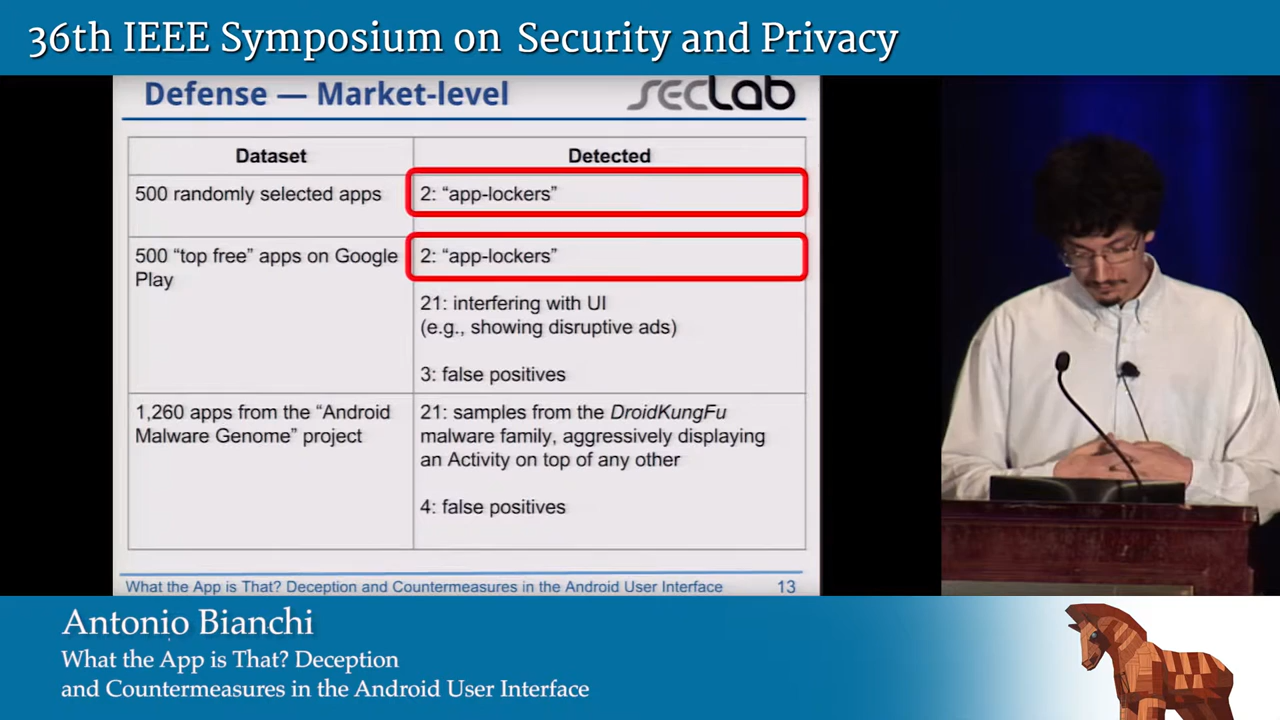 36th IEEE Symposium on Security and Privacy
Defense — Market-level
secLab
Dataset
Detected
500 randomly selected apps
2: “app-lockers”
500 “top free” apps on Google
Play
2: “app-lockers”
21: interfering with UI
(e.g., showing disruptive ads)
3: false positives
1,260 apps from the “Android
Malware Genome” project
21: samples from the DroidKungFu
malware family, aggressively displaying
an Activity on top of any other
4: false positives
What the App is That? Deception and Countermeasures in the Android User Interface
13
Antonio Bianchi
What the App is That? Deception
and Countermeasures in the Android User Interface